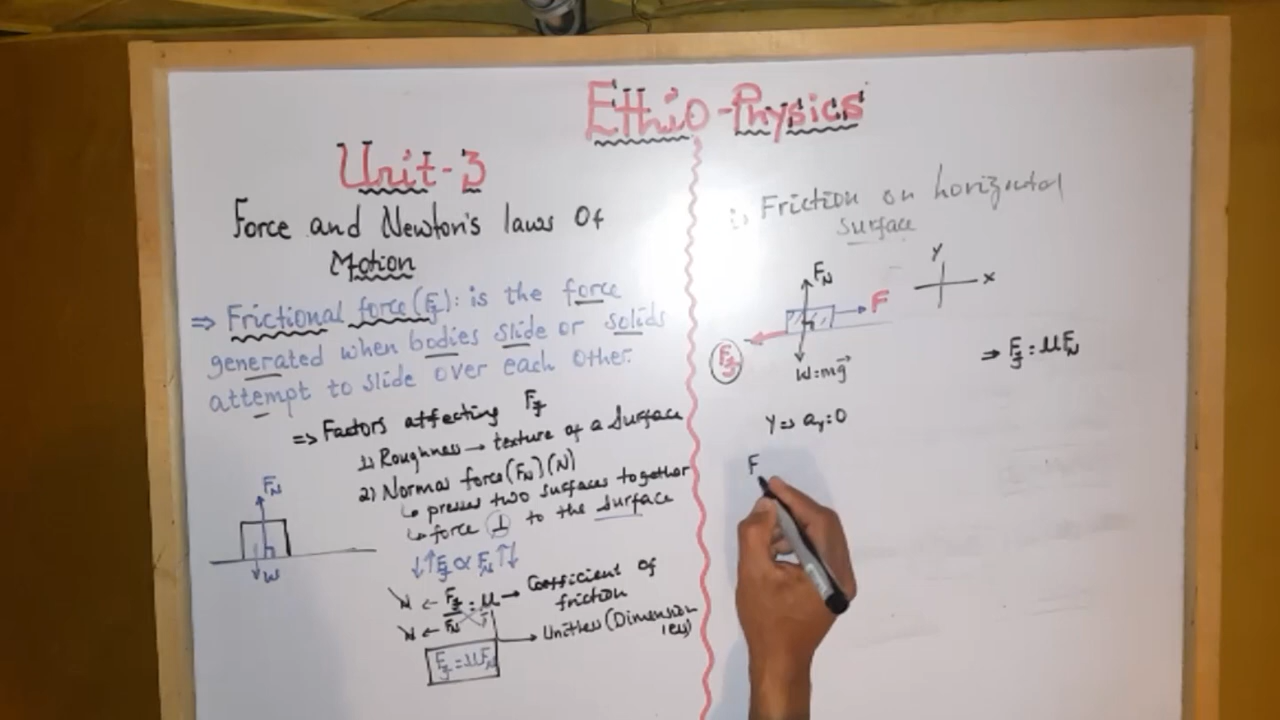 Ethio-Physics
Unit-3
Force and Newton's laws Of
Motion
⇒ Frictional force(Ff): is the force
generated when bodies slide or solids
attempt to slide over each other.
⇒ Factors affecting Ff
1) Roughness → texture of a Surface
2) Normal force(FN)(N)
↳ presses two surfaces together
↳ force ⊥ to the surface
FN
W
↓↑Ff ∝ FN↑↓
N ← Ff = μ → Coefficient of
friction
N ← FN
→ Unitless (Dimension
less)
Ff = μFN
i, Friction on horizontal
Surface
FN
F
Ff
W=mg⃗
Y
X
⇒ Ff = μFN
Y⇒ ay=0
F